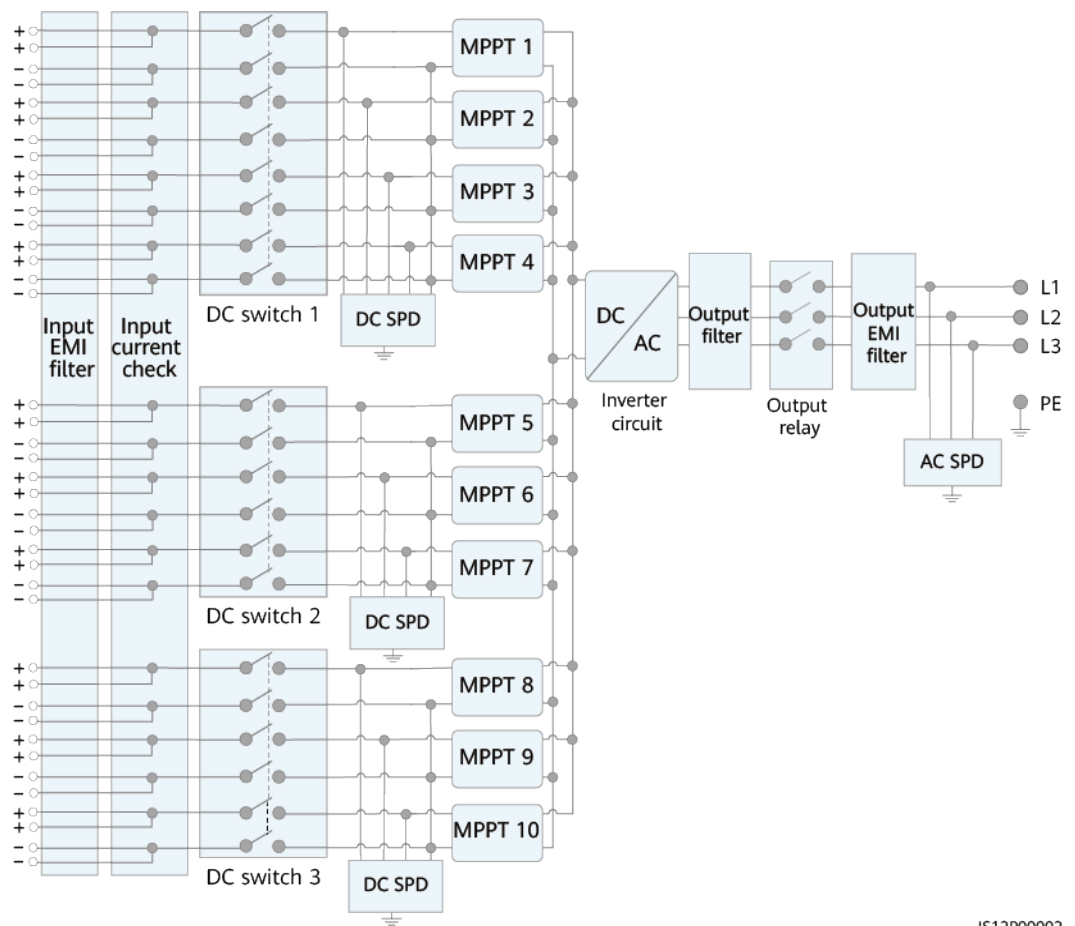 +
+
MPPT 1
−
−
+
+
MPPT 2
−
−
+
+
MPPT 3
−
−
+
+
MPPT 4
−
−
DC switch 1
DC SPD
Input
EMI
filter
Input
current
check
DC
AC
Inverter
circuit
Output
filter
Output
relay
Output
EMI
filter
L1
L2
L3
PE
AC SPD
+
+
MPPT 5
−
−
+
+
MPPT 6
−
−
+
+
MPPT 7
−
−
DC switch 2
DC SPD
+
+
MPPT 8
−
−
+
+
MPPT 9
−
−
+
+
MPPT 10
−
−
DC switch 3
DC SPD